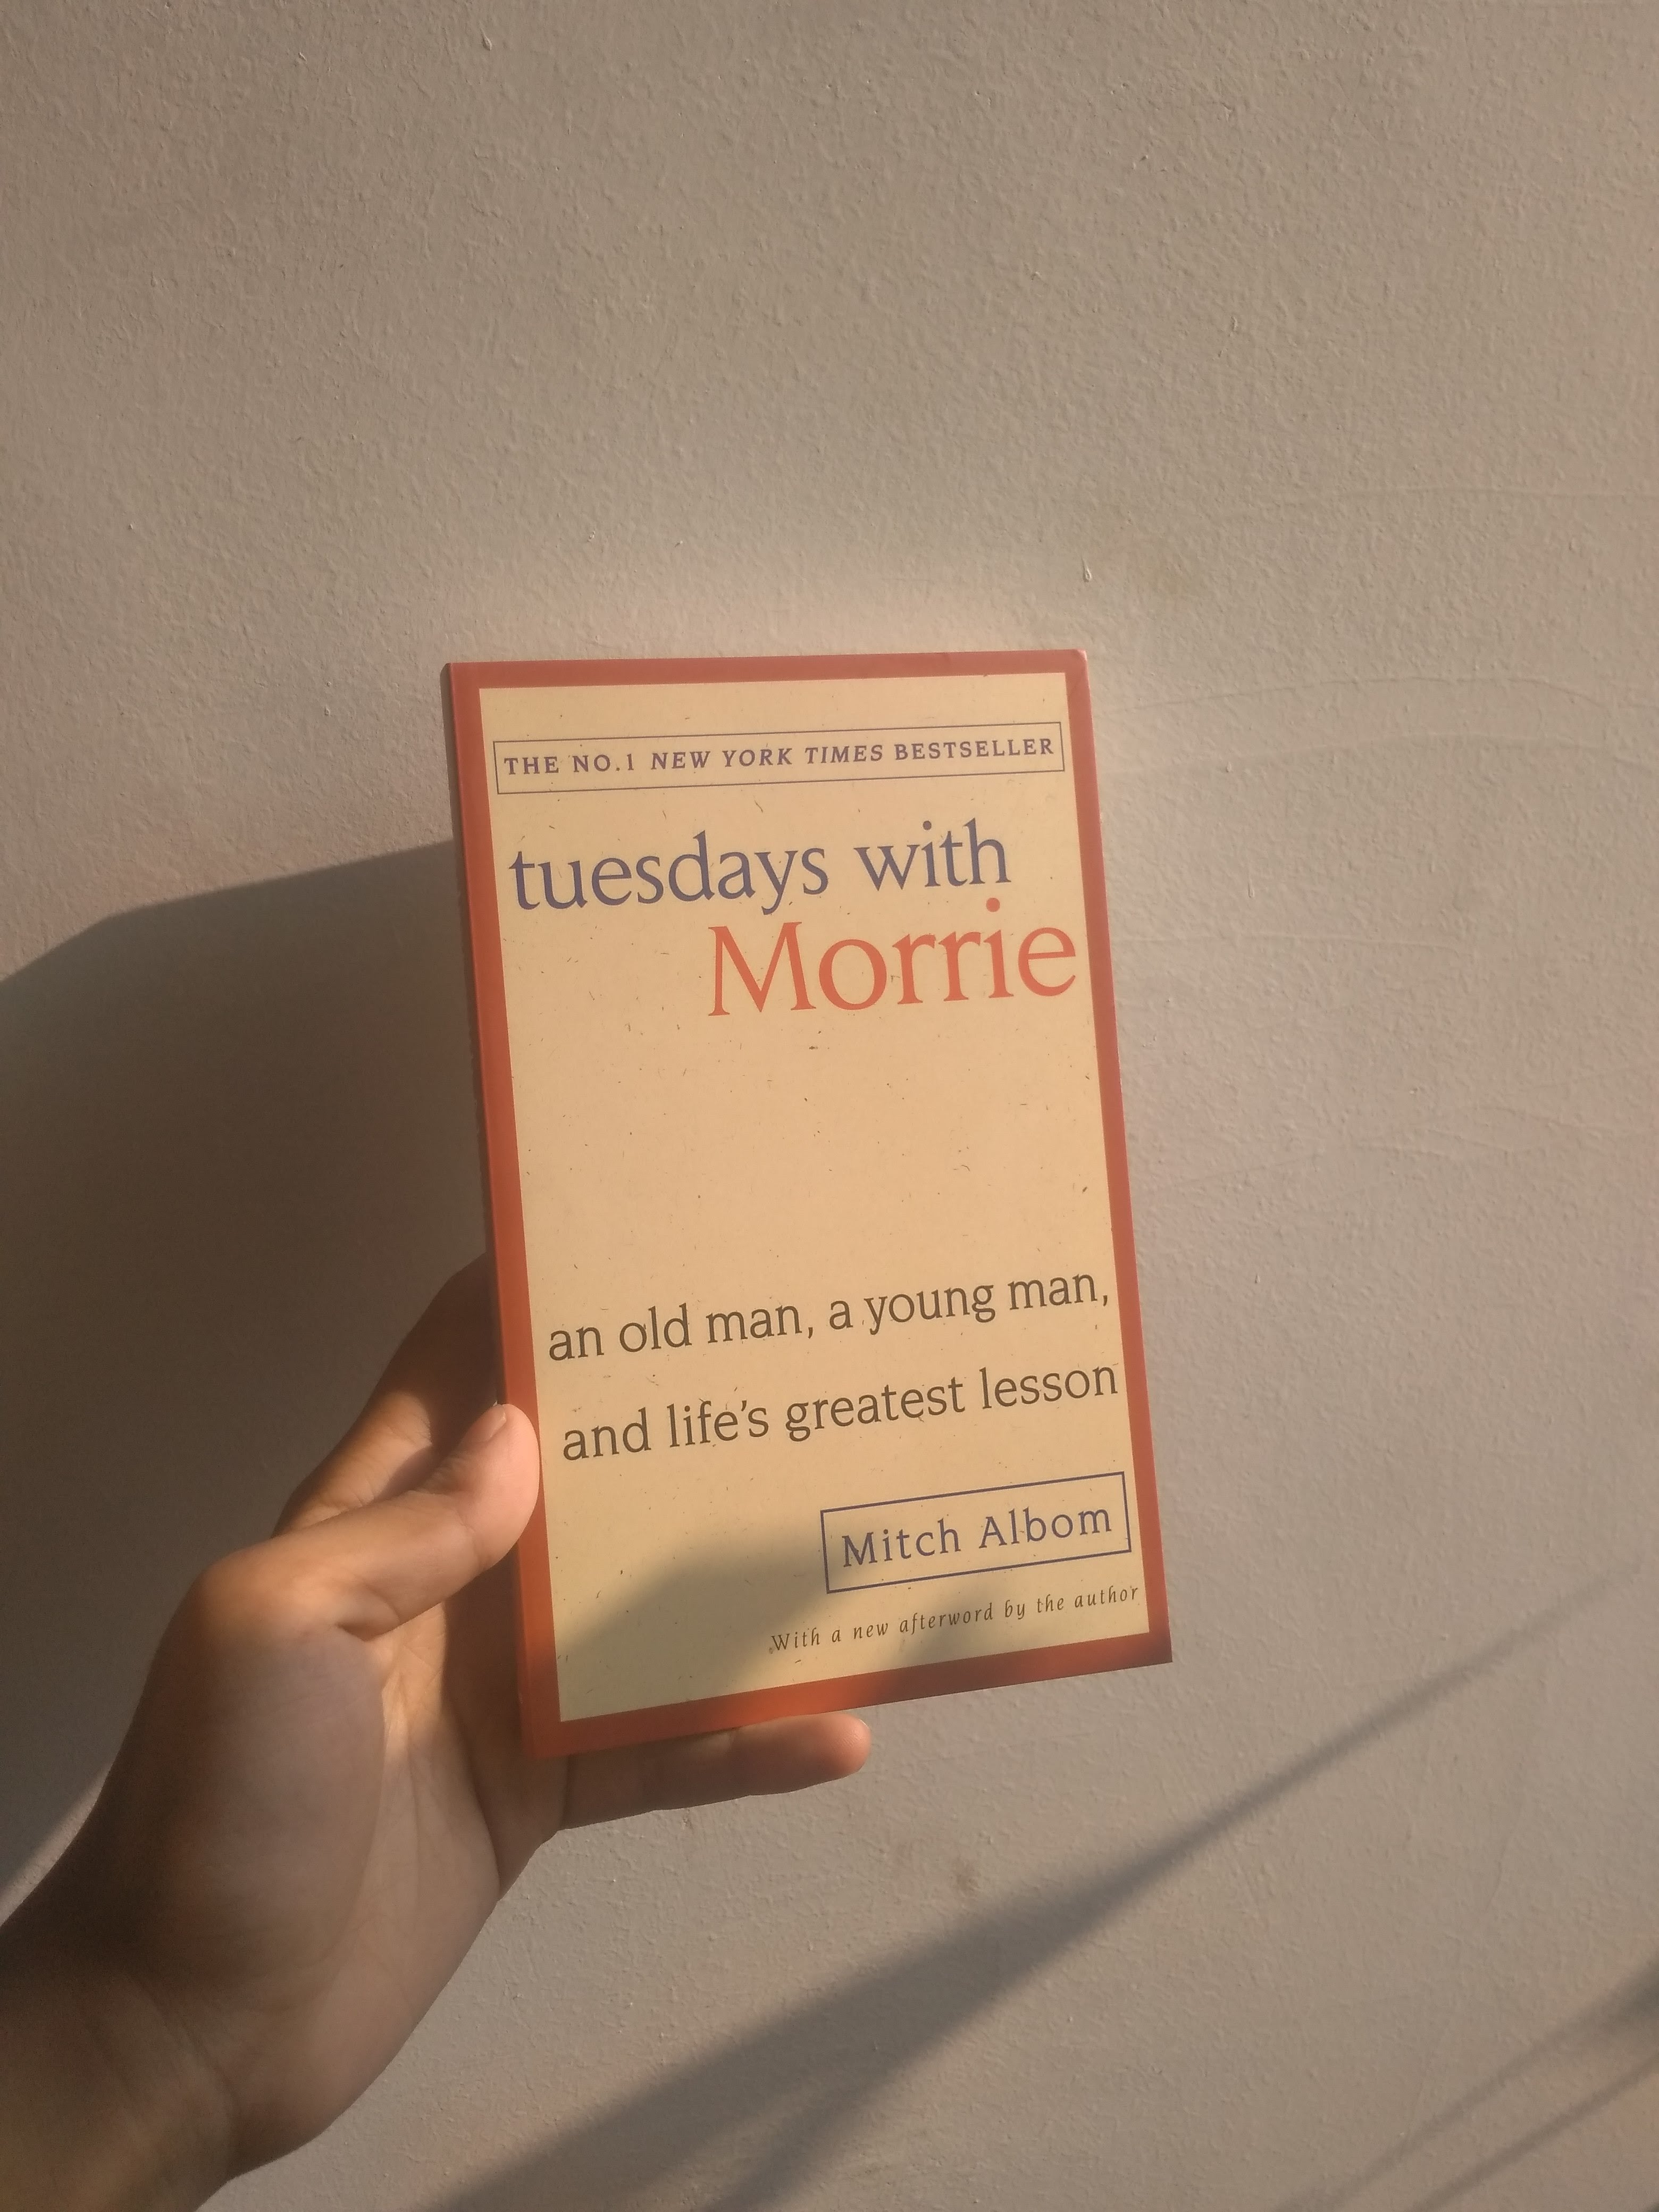 THE NO.1 NEW YORK TIMES BESTSELLER
tuesdays with
Morrie
an old man, a young man,
and life's greatest lesson
Mitch Albom
With a new afterword by the author